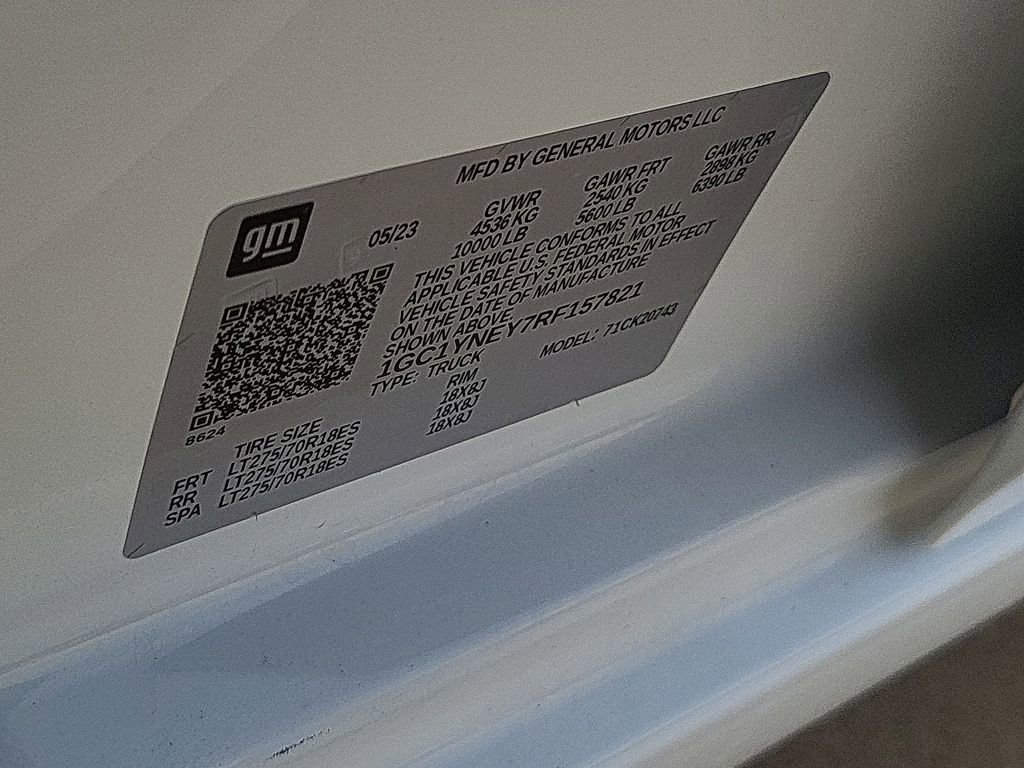 MFD BY GENERAL MOTORS LLC
gm
05/23
GVWR GAWR FRT GAWR RR
4536 KG 2540 KG 2898 KG
10000 LB 5600 LB 6390 LB
THIS VEHICLE CONFORMS TO ALL
APPLICABLE U.S. FEDERAL MOTOR
VEHICLE SAFETY STANDARDS IN EFFECT
ON THE DATE OF MANUFACTURE
SHOWN ABOVE.
1GC1YNEY7RF157821
TYPE: TRUCK MODEL: 71CK20743
8624
TIRE SIZE RIM
FRT LT275/70R18ES 18X8J
RR LT275/70R18ES 18X8J
SPA LT275/70R18ES 18X8J